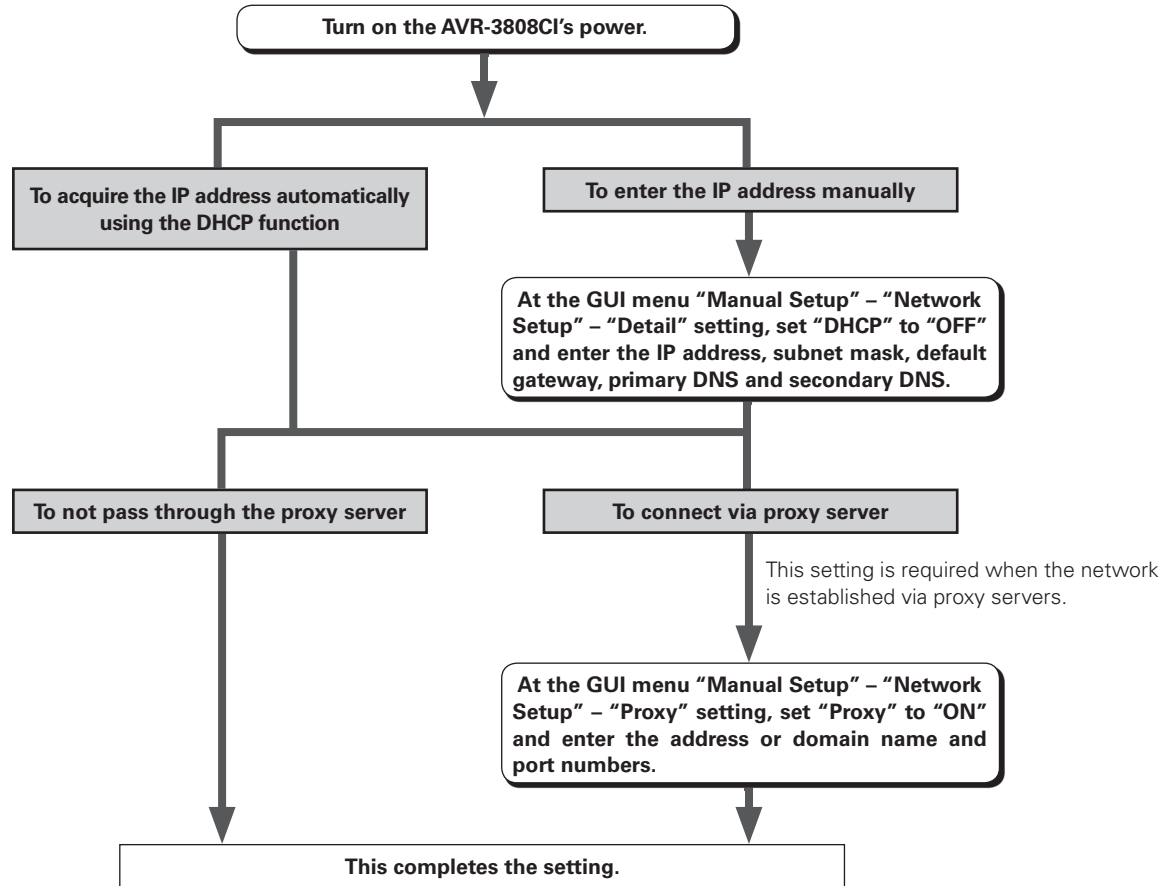 Turn on the AVR-3808CI's power.
To acquire the IP address automatically
using the DHCP function
To enter the IP address manually
At the GUI menu “Manual Setup” – “Network
Setup” – “Detail” setting, set “DHCP” to “OFF”
and enter the IP address, subnet mask, default
gateway, primary DNS and secondary DNS.
To not pass through the proxy server
To connect via proxy server
This setting is required when the network
is established via proxy servers.
At the GUI menu “Manual Setup” – “Network
Setup” – “Proxy” setting, set “Proxy” to “ON”
and enter the address or domain name and
port numbers.
This completes the setting.